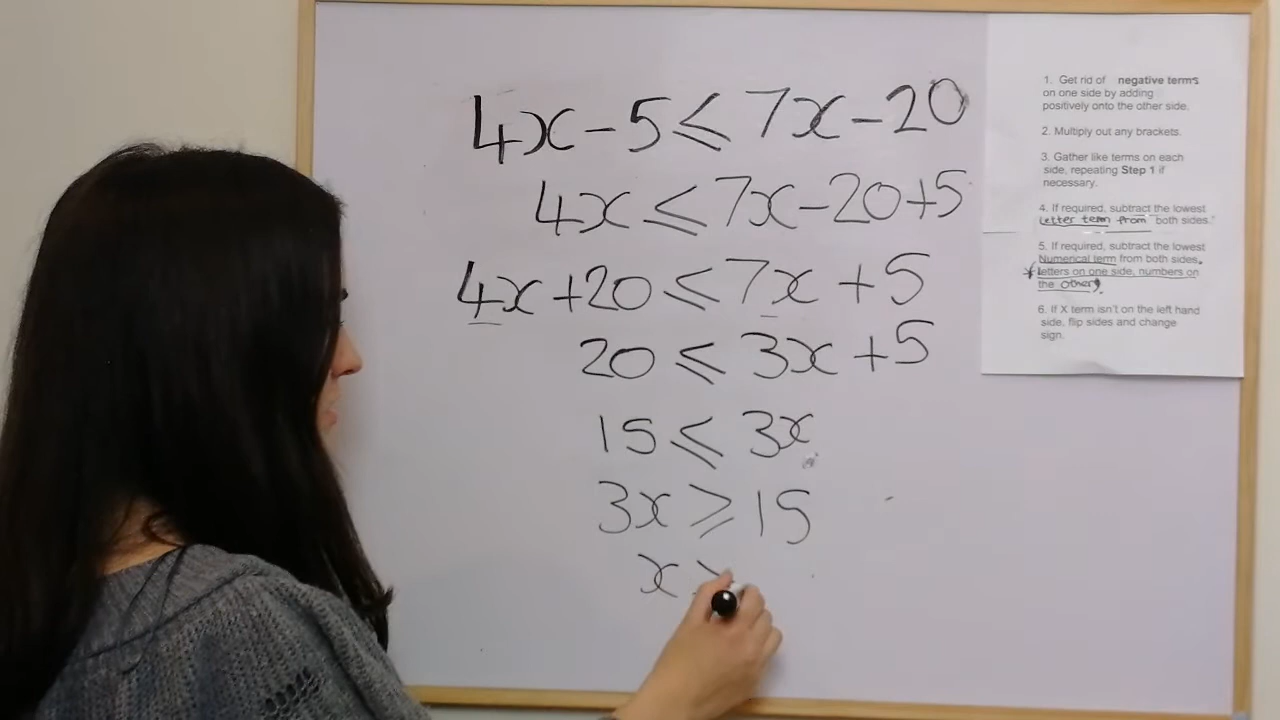 4x - 5 ≤ 7x - 20
4x ≤ 7x - 20 + 5
4x + 20 ≤ 7x + 5
20 ≤ 3x + 5
15 ≤ 3x
3x ≥ 15
x ≥
1. Get rid of negative terms
on one side by adding
positively onto the other side.
2. Multiply out any brackets.
3. Gather like terms on each
side, repeating Step 1 if
necessary.
4. If required, subtract the lowest
Letter term from both sides.
5. If required, subtract the lowest
Numerical term from both sides.
* letters on one side, numbers on
the other.
6. If X term isn't on the left hand
side, flip sides and change
sign.